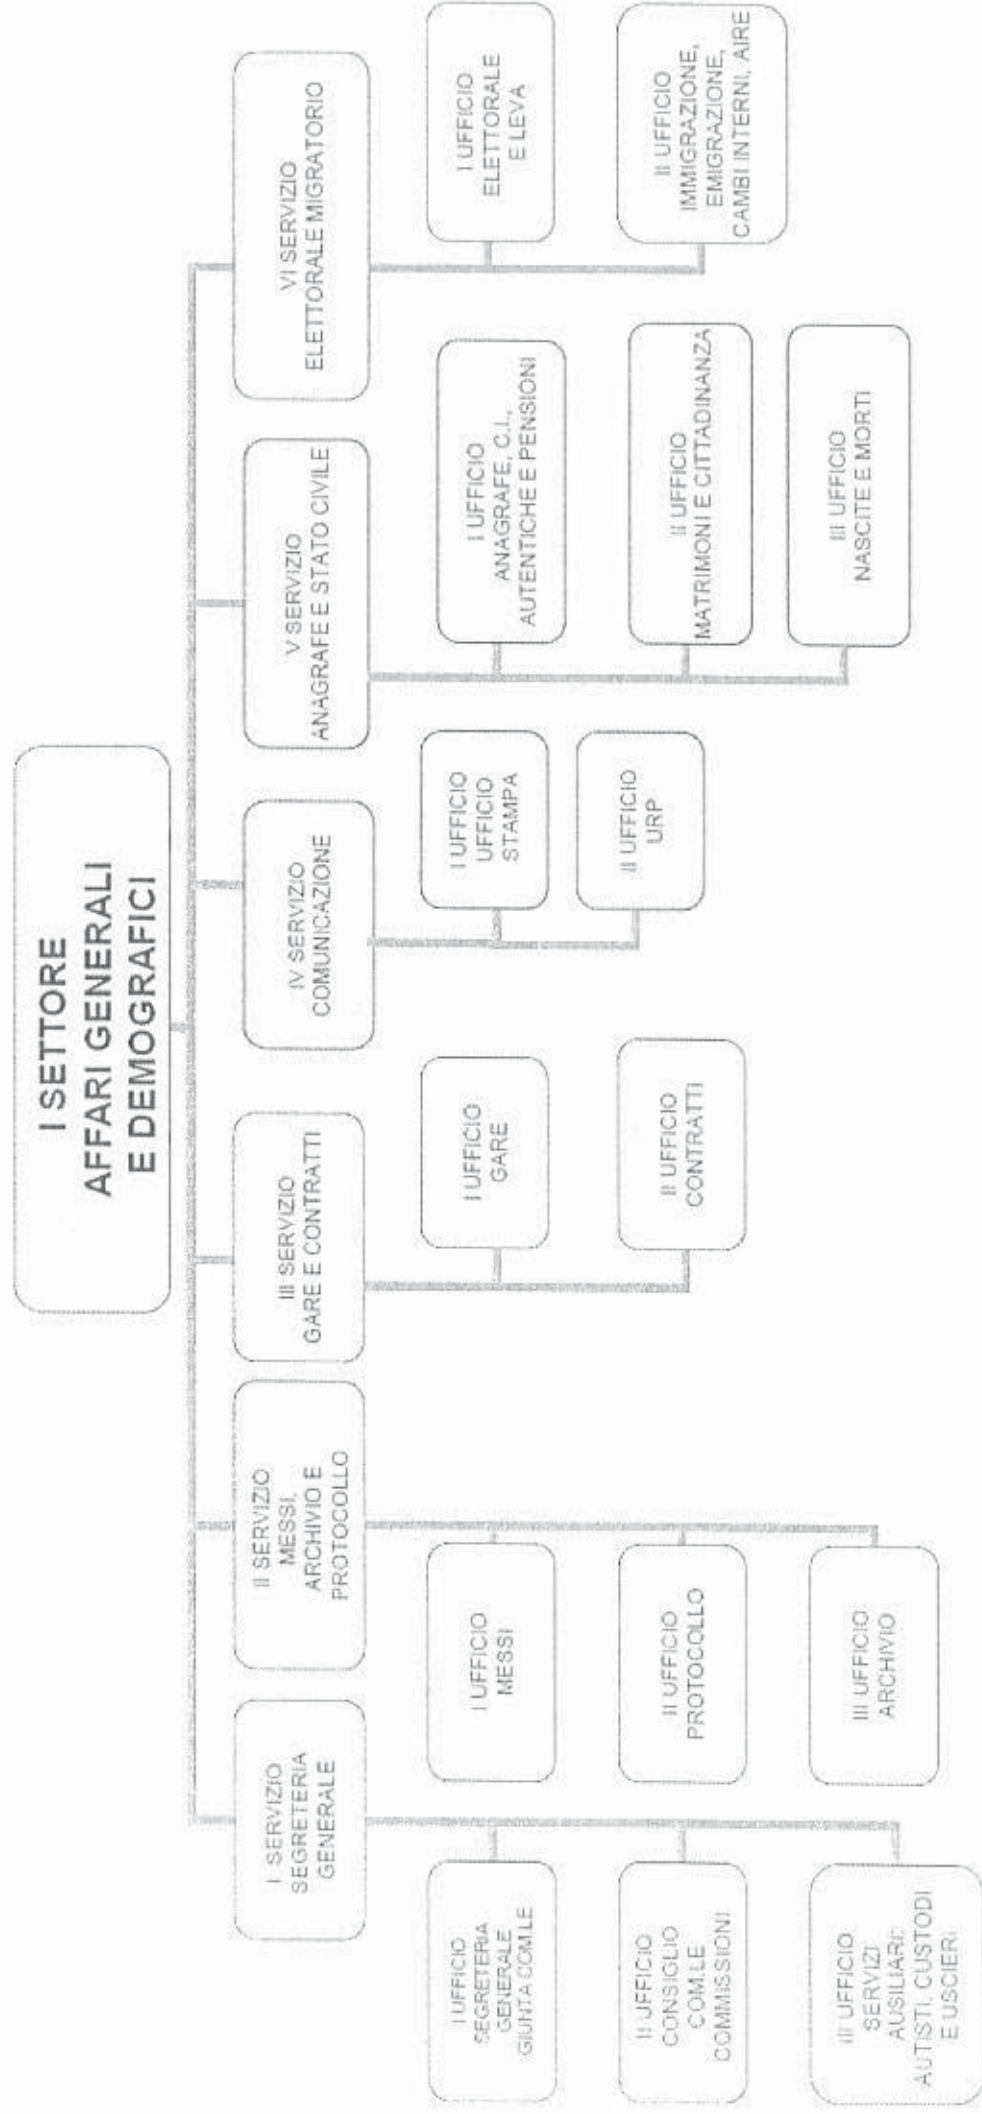 I SETTORE
AFFARI GENERALI
E DEMOGRAFICI
I SERVIZIO
SEGRETERIA
GENERALE
I UFFICIO
SEGRETERIA
GENERALE
GIUNTA COM.LE
II UFFICIO
CONSIGLIO
COM.LE
COMMISSIONI
III UFFICIO
SERVIZI
AUSILIARI:
AUTISTI, CUSTODI
E USCIERI
II SERVIZIO
MESSI,
ARCHIVIO E
PROTOCOLLO
I UFFICIO
MESSI
II UFFICIO
PROTOCOLLO
III UFFICIO
ARCHIVIO
III SERVIZIO
GARE E CONTRATTI
I UFFICIO
GARE
II UFFICIO
CONTRATTI
IV SERVIZIO
COMUNICAZIONE
I UFFICIO
UFFICIO
STAMPA
II UFFICIO
URP
V SERVIZIO
ANAGRAFE E STATO CIVILE
I UFFICIO
ANAGRAFE, C.I.,
AUTENTICHE E PENSIONI
II UFFICIO
MATRIMONI E CITTADINANZA
III UFFICIO
NASCITE E MORTI
VI SERVIZIO
ELETTORALE MIGRATORIO
I UFFICIO
ELETTORALE
E LEVA
II UFFICIO
IMMIGRAZIONE,
EMIGRAZIONE,
CAMBI INTERNI, AIRE